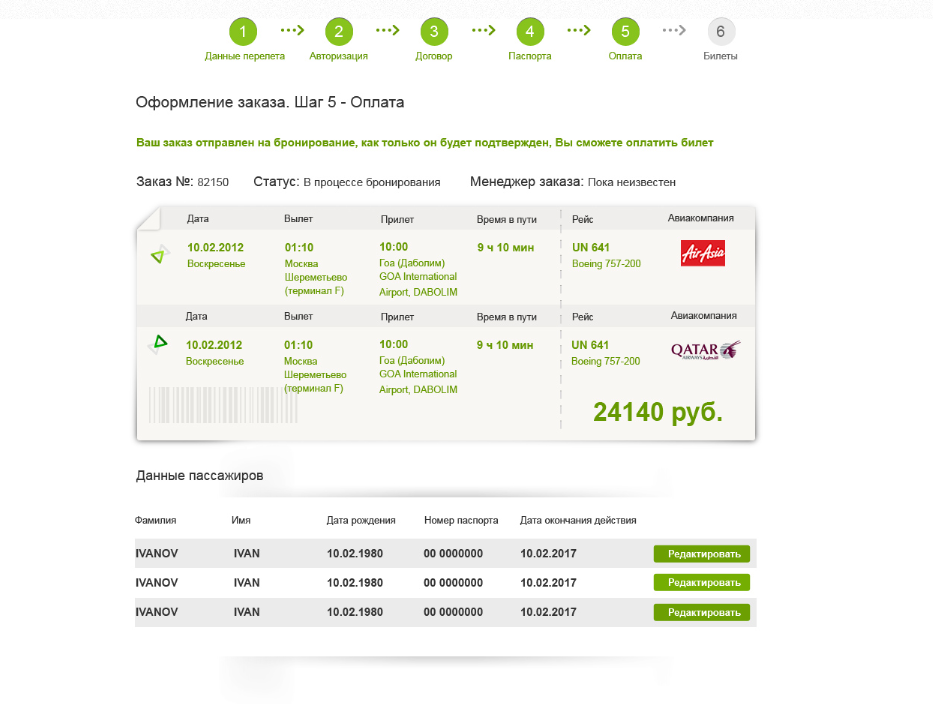 1 2 3 4 5 6
Данные перелета Авторизация Договор Паспорта Оплата Билеты
Оформление заказа. Шаг 5 - Оплата
Ваш заказ отправлен на бронирование, как только он будет подтвержден, Вы сможете оплатить билет
Заказ №: 82150 Статус: В процессе бронирования Менеджер заказа: Пока неизвестен
Дата Вылет Прилет Время в пути Рейс Авиакомпания
10.02.2012 01:10 10:00 9 ч 10 мин UN 641 AirAsia
Воскресенье Москва Гоа (Даболим) Boeing 757-200
Шереметьево GOA International
(терминал F) Airport, DABOLIM
Дата Вылет Прилет Время в пути Рейс Авиакомпания
10.02.2012 01:10 10:00 9 ч 10 мин UN 641 QATAR
Воскресенье Москва Гоа (Даболим) Boeing 757-200 AIRWAYS
Шереметьево GOA International
(терминал F) Airport, DABOLIM
24140 руб.
Данные пассажиров
Фамилия Имя Дата рождения Номер паспорта Дата окончания действия
IVANOV IVAN 10.02.1980 00 0000000 10.02.2017 Редактировать
IVANOV IVAN 10.02.1980 00 0000000 10.02.2017 Редактировать
IVANOV IVAN 10.02.1980 00 0000000 10.02.2017 Редактировать